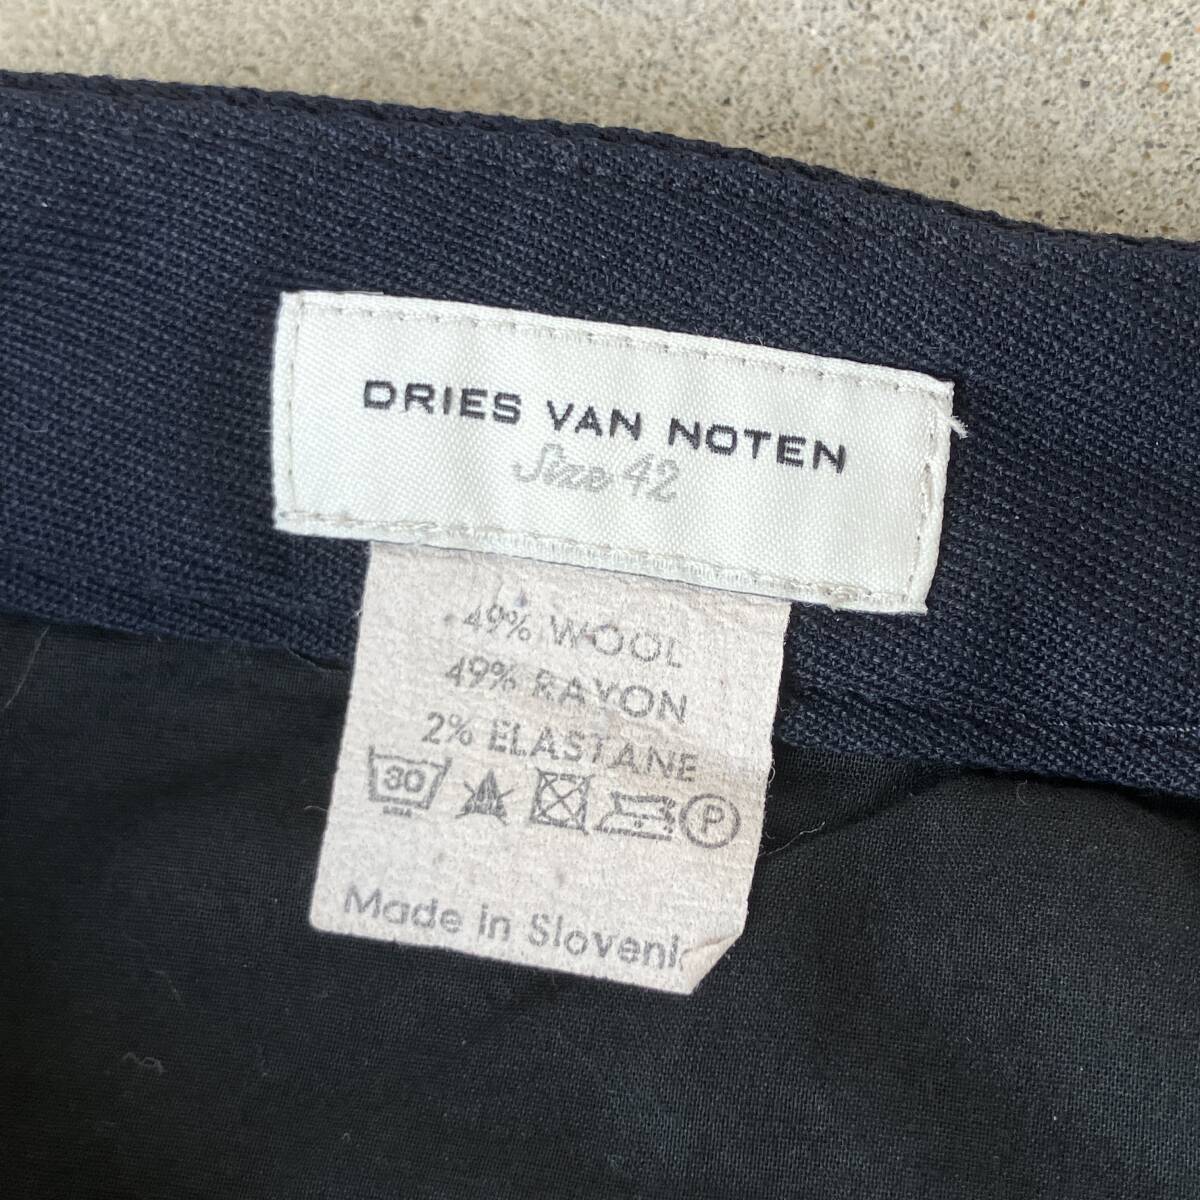 DRIES VAN NOTEN
Size 42
49% WOOL
49% RAYON
2% ELASTANE
30 P
Made in Sloveni